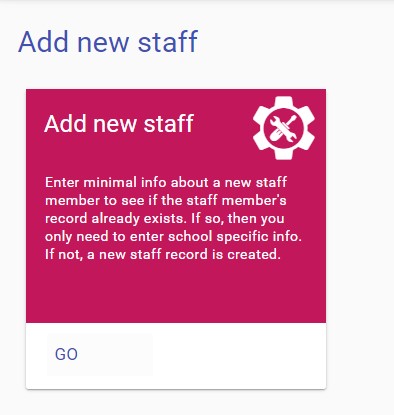 Add new staff
Add new staff
Enter minimal info about a new staff
member to see if the staff member's
record already exists. If so, then you
only need to enter school specific info.
If not, a new staff record is created.
GO